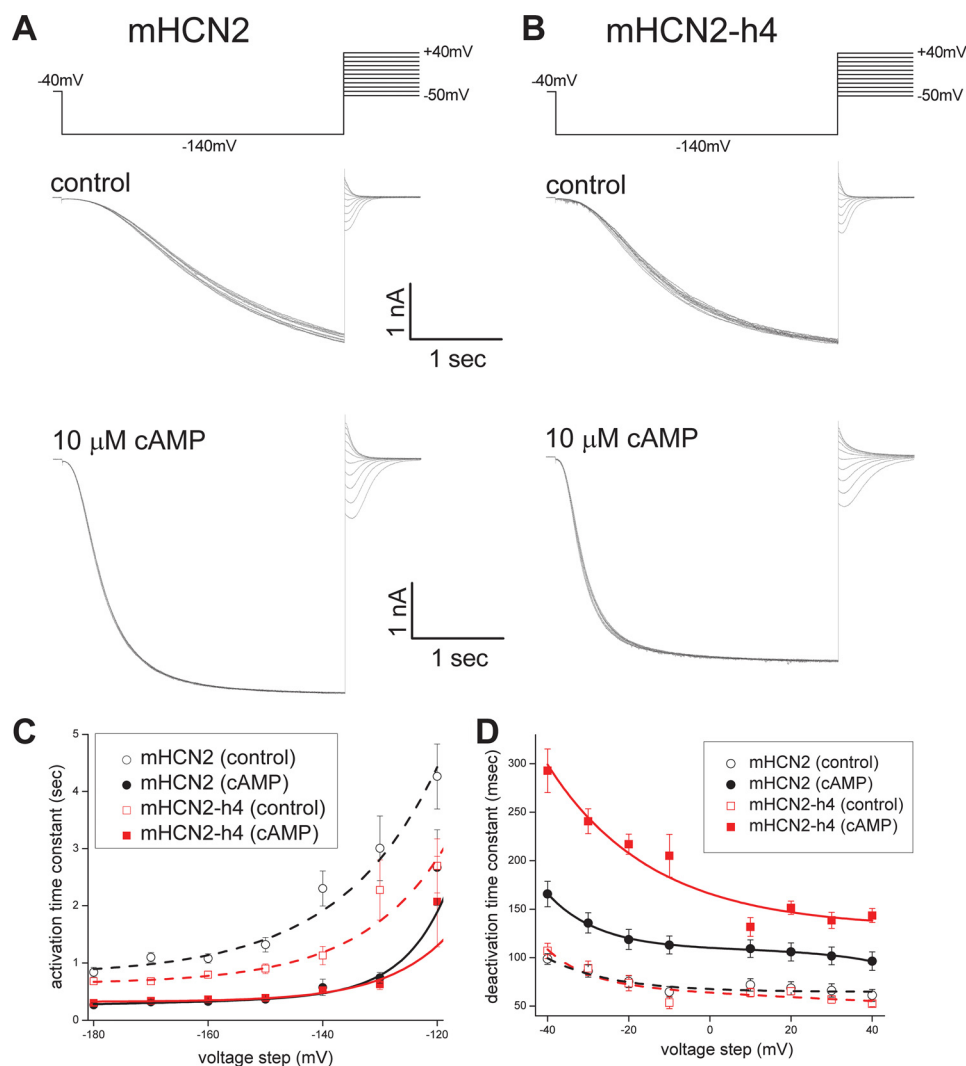 A
mHCN2
-40mV
-140mV
+40mV
-50mV
control
1 nA
1 sec
10 μM cAMP
1 nA
1 sec
B
mHCN2-h4
-40mV
-140mV
+40mV
-50mV
control
10 μM cAMP
C
mHCN2 (control)
mHCN2 (cAMP)
mHCN2-h4 (control)
mHCN2-h4 (cAMP)
activation time constant (sec)
5
4
3
2
1
0
-180
-160
-140
-120
voltage step (mV)
D
mHCN2 (control)
mHCN2 (cAMP)
mHCN2-h4 (control)
mHCN2-h4 (cAMP)
deactivation time constant (msec)
300
250
200
150
100
50
-40
-20
0
20
40
voltage step (mV)